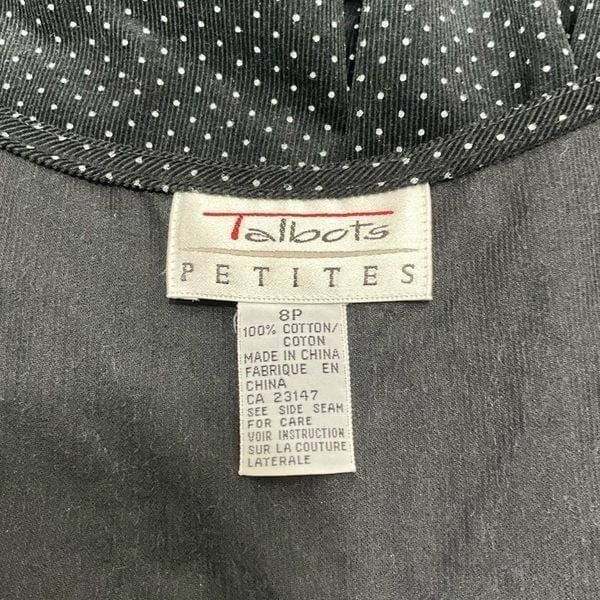 Talbots
PETITES
8P
100% COTTON/
COTON
MADE IN CHINA
FABRIQUE EN
CHINA
CA 23147
SEE SIDE SEAM
FOR CARE
VOIR INSTRUCTION
SUR LA COUTURE
LATERALE